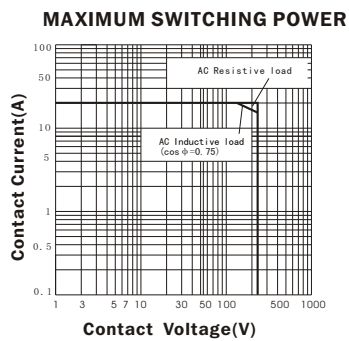 MAXIMUM SWITCHING POWER
Contact Current(A)
100
50
10
5
1
0.5
0.1
AC Resistive load
AC Inductive load
(cosφ=0.75)
1 3 5 7 10 30 50 100 500 1000
Contact Voltage(V)